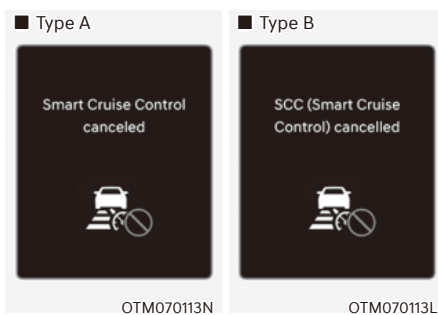 ■ Type A
Smart Cruise Control
canceled
OTM070113N
■ Type B
SCC (Smart Cruise
Control) cancelled
OTM070113L